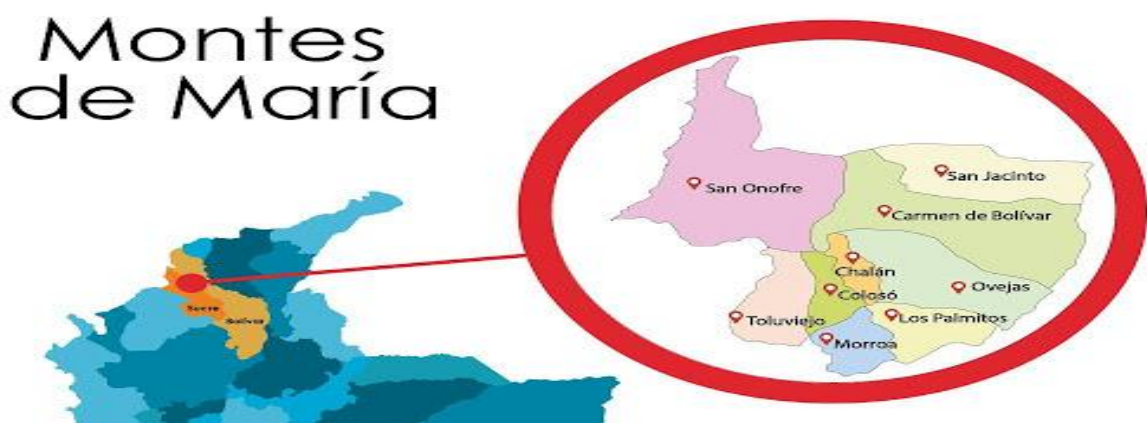 Montes
de María
Sucre
Bolívar
San Onofre
San Jacinto
Carmen de Bolívar
Chalán
Colosó
Ovejas
Toluviejo
Los Palmitos
Morroa